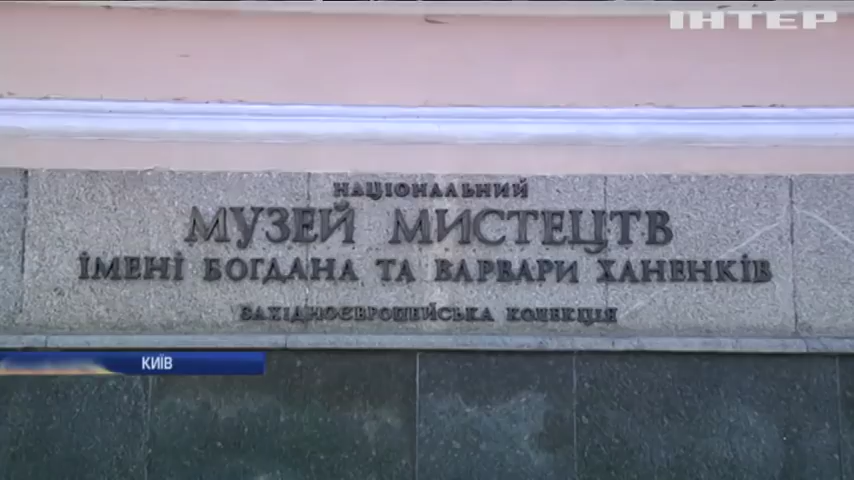 ІНТЕР
НАЦІОНАЛЬНИЙ
МУЗЕЙ МИСТЕЦТВ
ІМЕНІ БОГДАНА ТА ВАРВАРИ ХАНЕНКІВ
ЗАХІДНОЄВРОПЕЙСЬКА КОЛЕКЦІЯ
КИЇВ